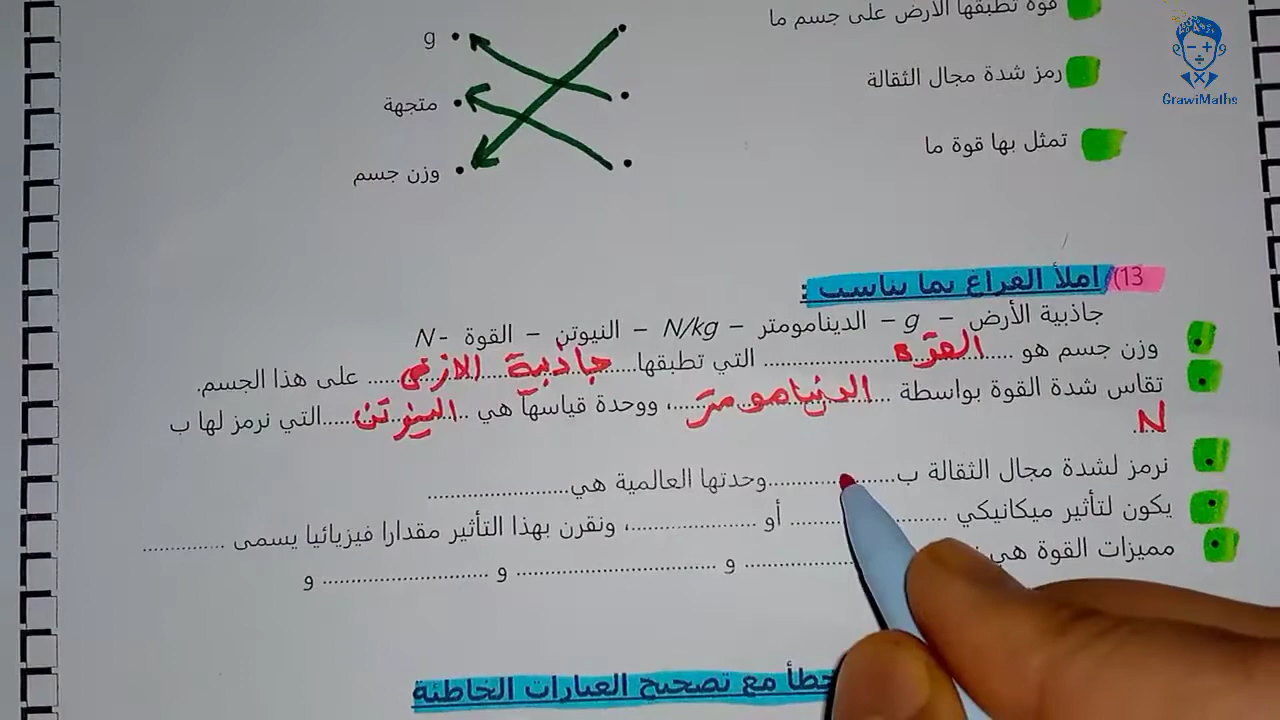 قوة تطبقها الأرض على جسم ما
g
GrawiMaths
رمز شدة مجال الثقالة
متجهة
تمثل بها قوة ما
وزن جسم
13) املأ الفراغ بما يناسب :
جاذبية الأرض – g – الدينامومتر – N/kg – النيوتن – القوة - N
وزن جسم هو ...... القوة ...... التي تطبقها ...... جاذبية الارض ...... على هذا الجسم.
تقاس شدة القوة بواسطة ...... الدينامومتر ......، ووحدة قياسها هي ...... النيوتن ...... التي نرمز لها ب
N
نرمز لشدة مجال الثقالة ب............وحدتها العالمية هي............
يكون لتأثير ميكانيكي ............ أو ............، ونقرن بهذا التأثير مقدارا فيزيائيا يسمى ............
مميزات القوة هي ............ و ............ و ............ و
خطأ مع تصحيح العبارات الخاطئة